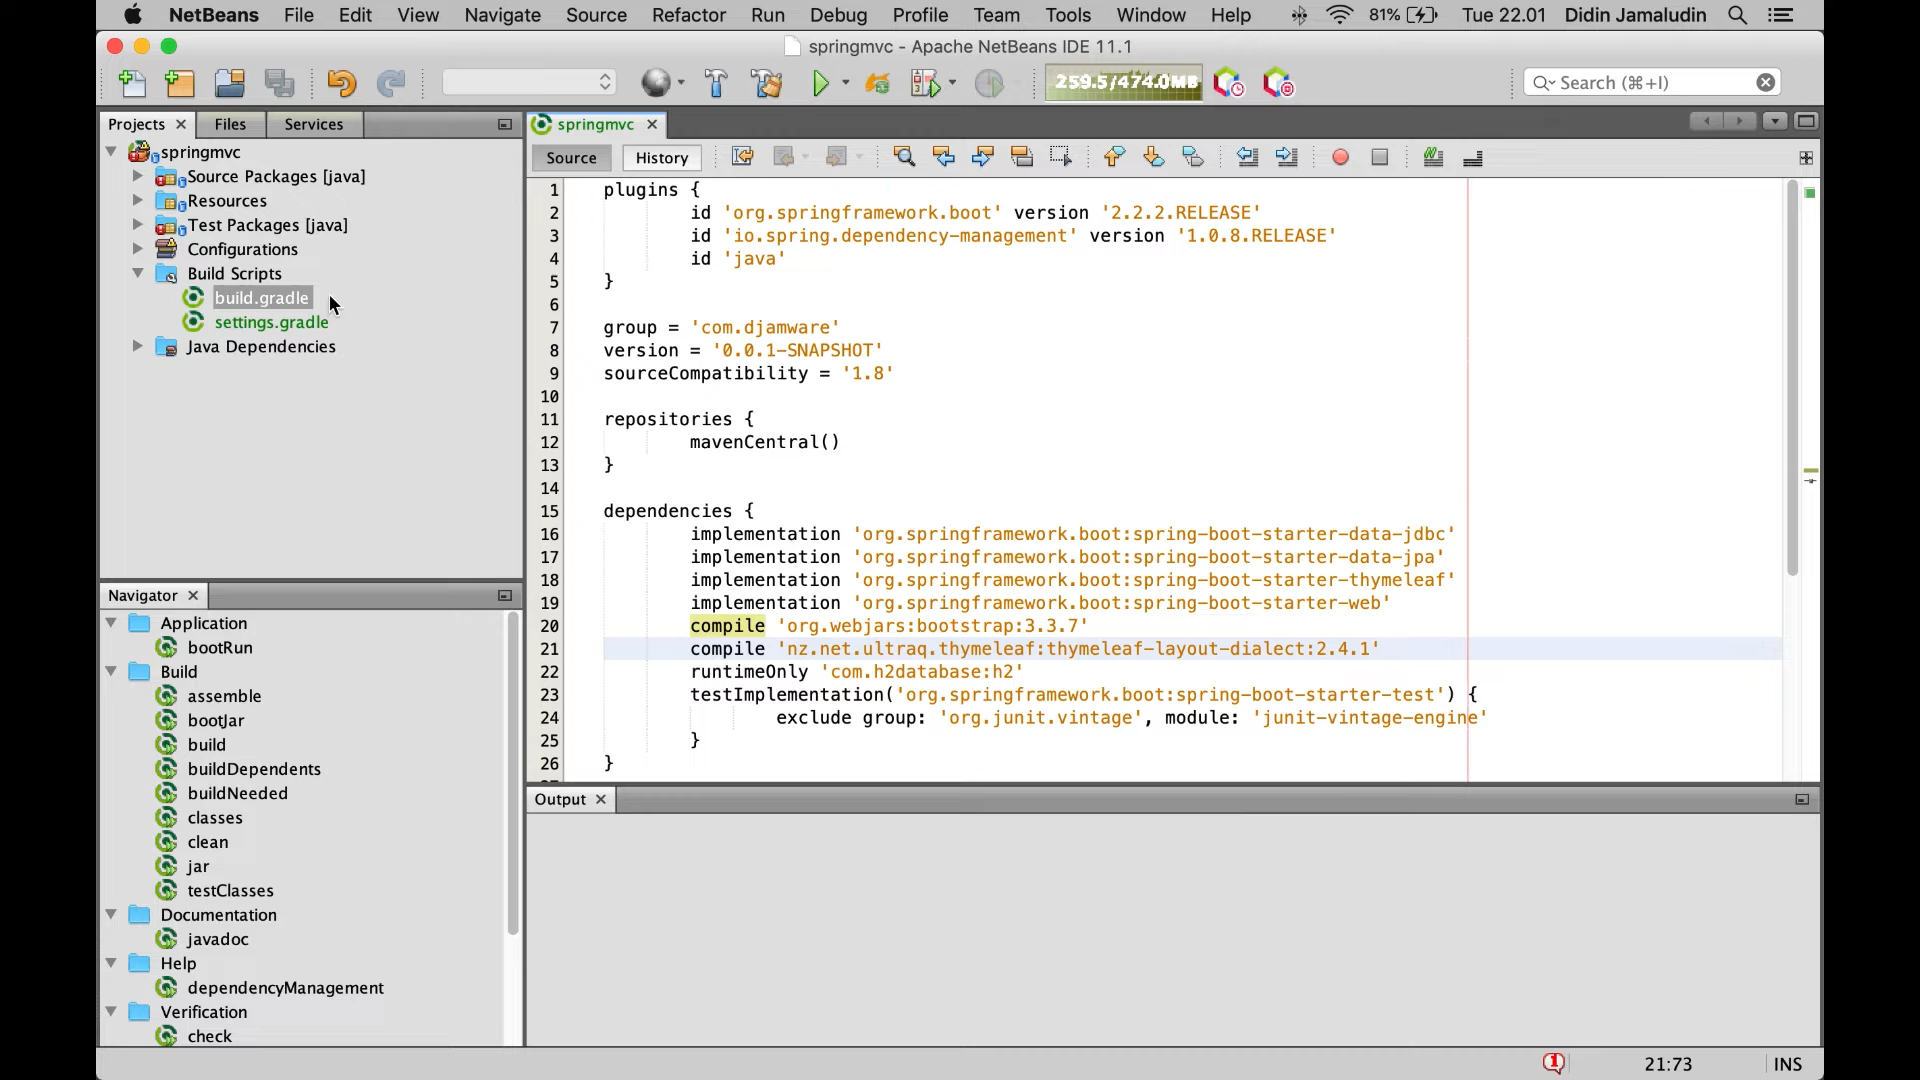 NetBeans File Edit View Navigate Source Refactor Run Debug Profile Team Tools Window Help 81% Tue 22.01 Didin Jamaludin
springmvc - Apache NetBeans IDE 11.1
259.5/474.0MB Search (⌘+I)
Projects Files Services
springmvc
Source Packages [java]
Resources
Test Packages [java]
Configurations
Build Scripts
build.gradle
settings.gradle
Java Dependencies
Navigator
Application
bootRun
Build
assemble
bootJar
build
buildDependents
buildNeeded
classes
clean
jar
testClasses
Documentation
javadoc
Help
dependencyManagement
Verification
check
springmvc
Source History
1 plugins {
2 id 'org.springframework.boot' version '2.2.2.RELEASE'
3 id 'io.spring.dependency-management' version '1.0.8.RELEASE'
4 id 'java'
5 }
6
7 group = 'com.djamware'
8 version = '0.0.1-SNAPSHOT'
9 sourceCompatibility = '1.8'
10
11 repositories {
12 mavenCentral()
13 }
14
15 dependencies {
16 implementation 'org.springframework.boot:spring-boot-starter-data-jdbc'
17 implementation 'org.springframework.boot:spring-boot-starter-data-jpa'
18 implementation 'org.springframework.boot:spring-boot-starter-thymeleaf'
19 implementation 'org.springframework.boot:spring-boot-starter-web'
20 compile 'org.webjars:bootstrap:3.3.7'
21 compile 'nz.net.ultraq.thymeleaf:thymeleaf-layout-dialect:2.4.1'
22 runtimeOnly 'com.h2database:h2'
23 testImplementation('org.springframework.boot:spring-boot-starter-test') {
24 exclude group: 'org.junit.vintage', module: 'junit-vintage-engine'
25 }
26 }
Output
21:73 INS